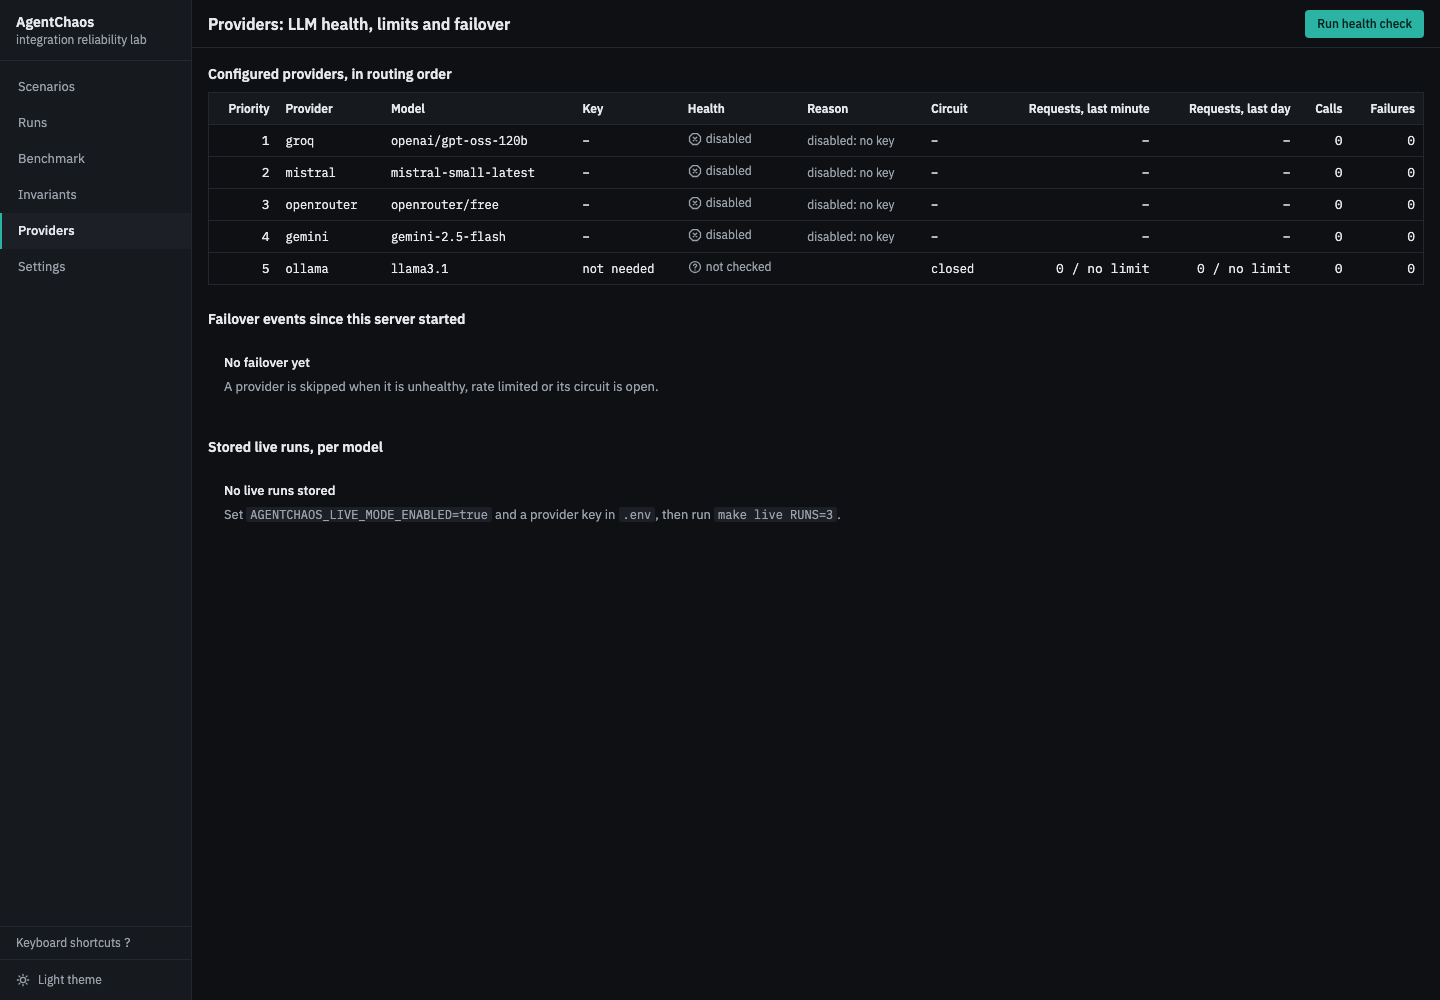 AgentChaos
integration reliability lab
Scenarios
Runs
Benchmark
Invariants
Providers
Settings
Keyboard shortcuts ?
Light theme
Providers: LLM health, limits and failover
Run health check
Configured providers, in routing order
Priority Provider Model Key Health Reason Circuit Requests, last minute Requests, last day Calls Failures
1 groq openai/gpt-oss-120b – disabled disabled: no key – – – 0 0
2 mistral mistral-small-latest – disabled disabled: no key – – – 0 0
3 openrouter openrouter/free – disabled disabled: no key – – – 0 0
4 gemini gemini-2.5-flash – disabled disabled: no key – – – 0 0
5 ollama llama3.1 not needed not checked closed 0 / no limit 0 / no limit 0 0
Failover events since this server started
No failover yet
A provider is skipped when it is unhealthy, rate limited or its circuit is open.
Stored live runs, per model
No live runs stored
Set AGENTCHAOS_LIVE_MODE_ENABLED=true and a provider key in .env, then run make live RUNS=3.